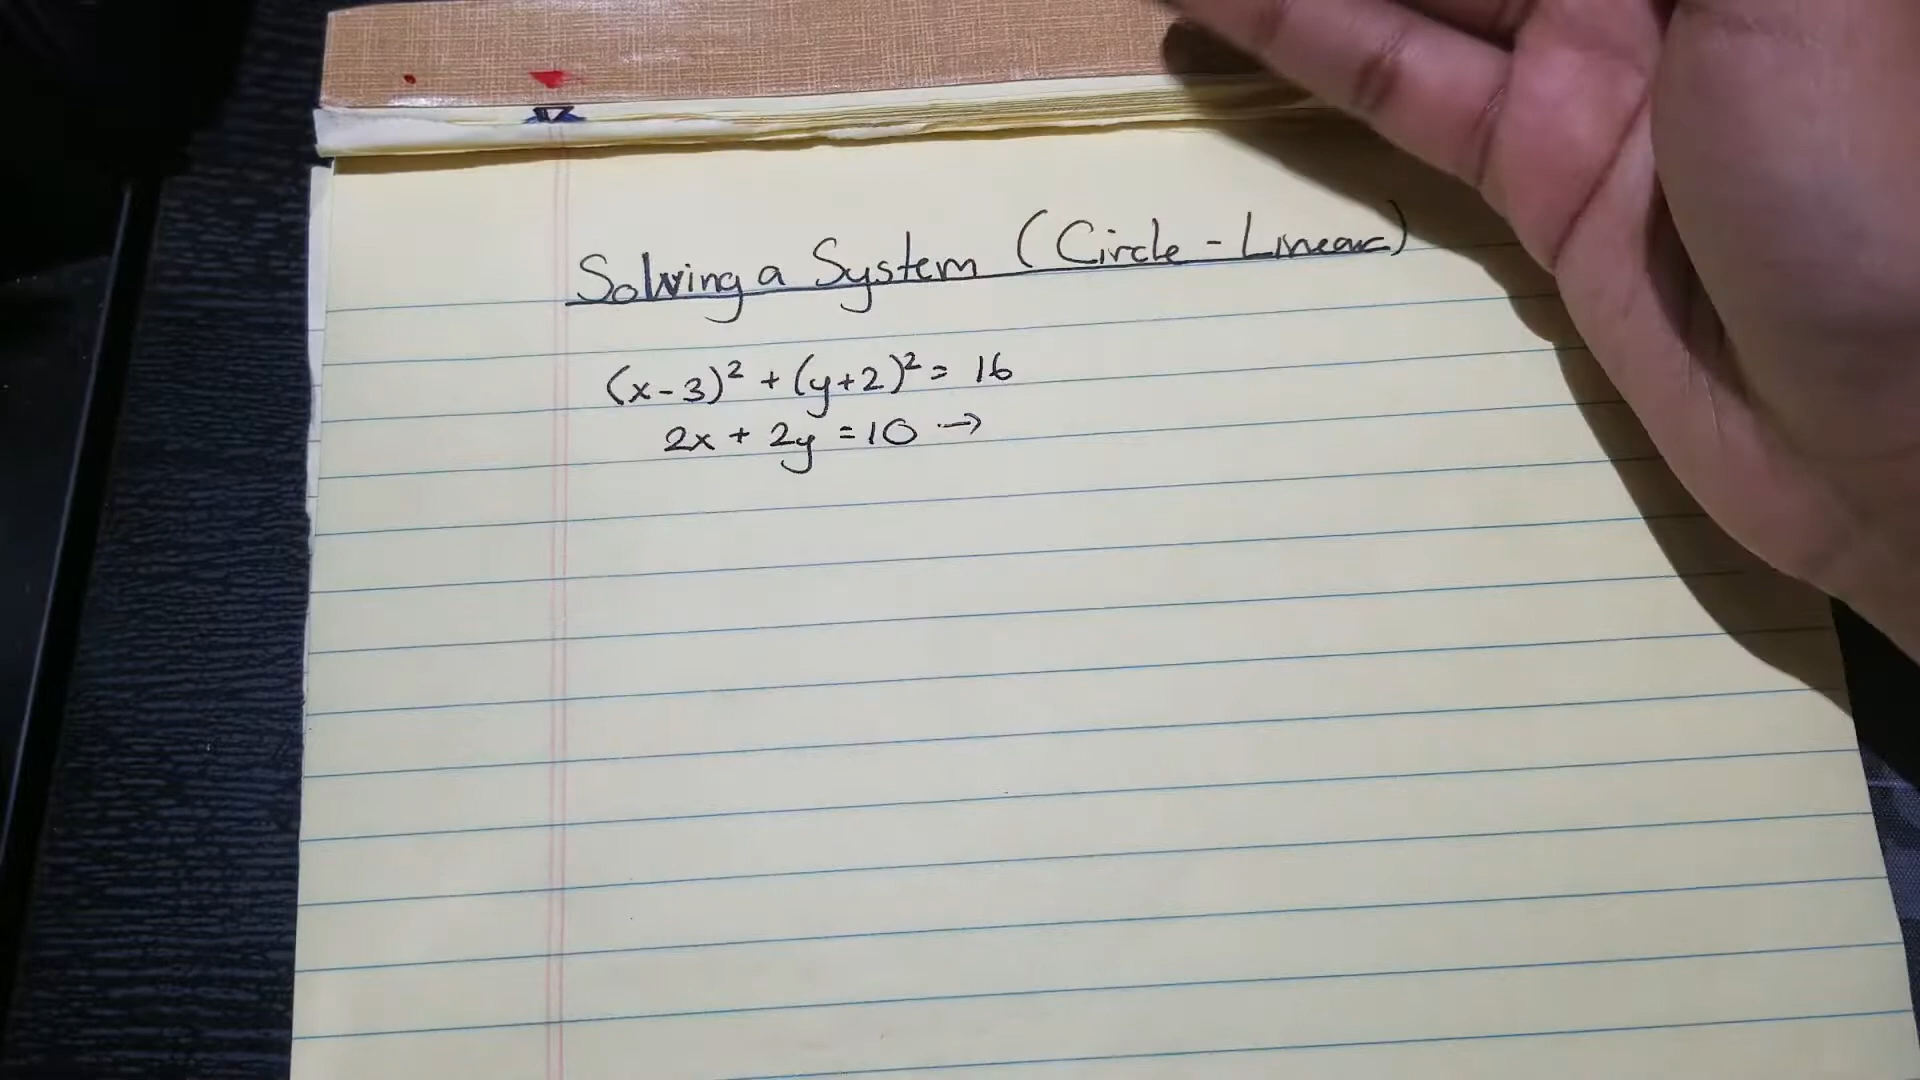 Solving a System (Circle - Linear)
(x-3)² + (y+2)² = 16
2x + 2y = 10 →